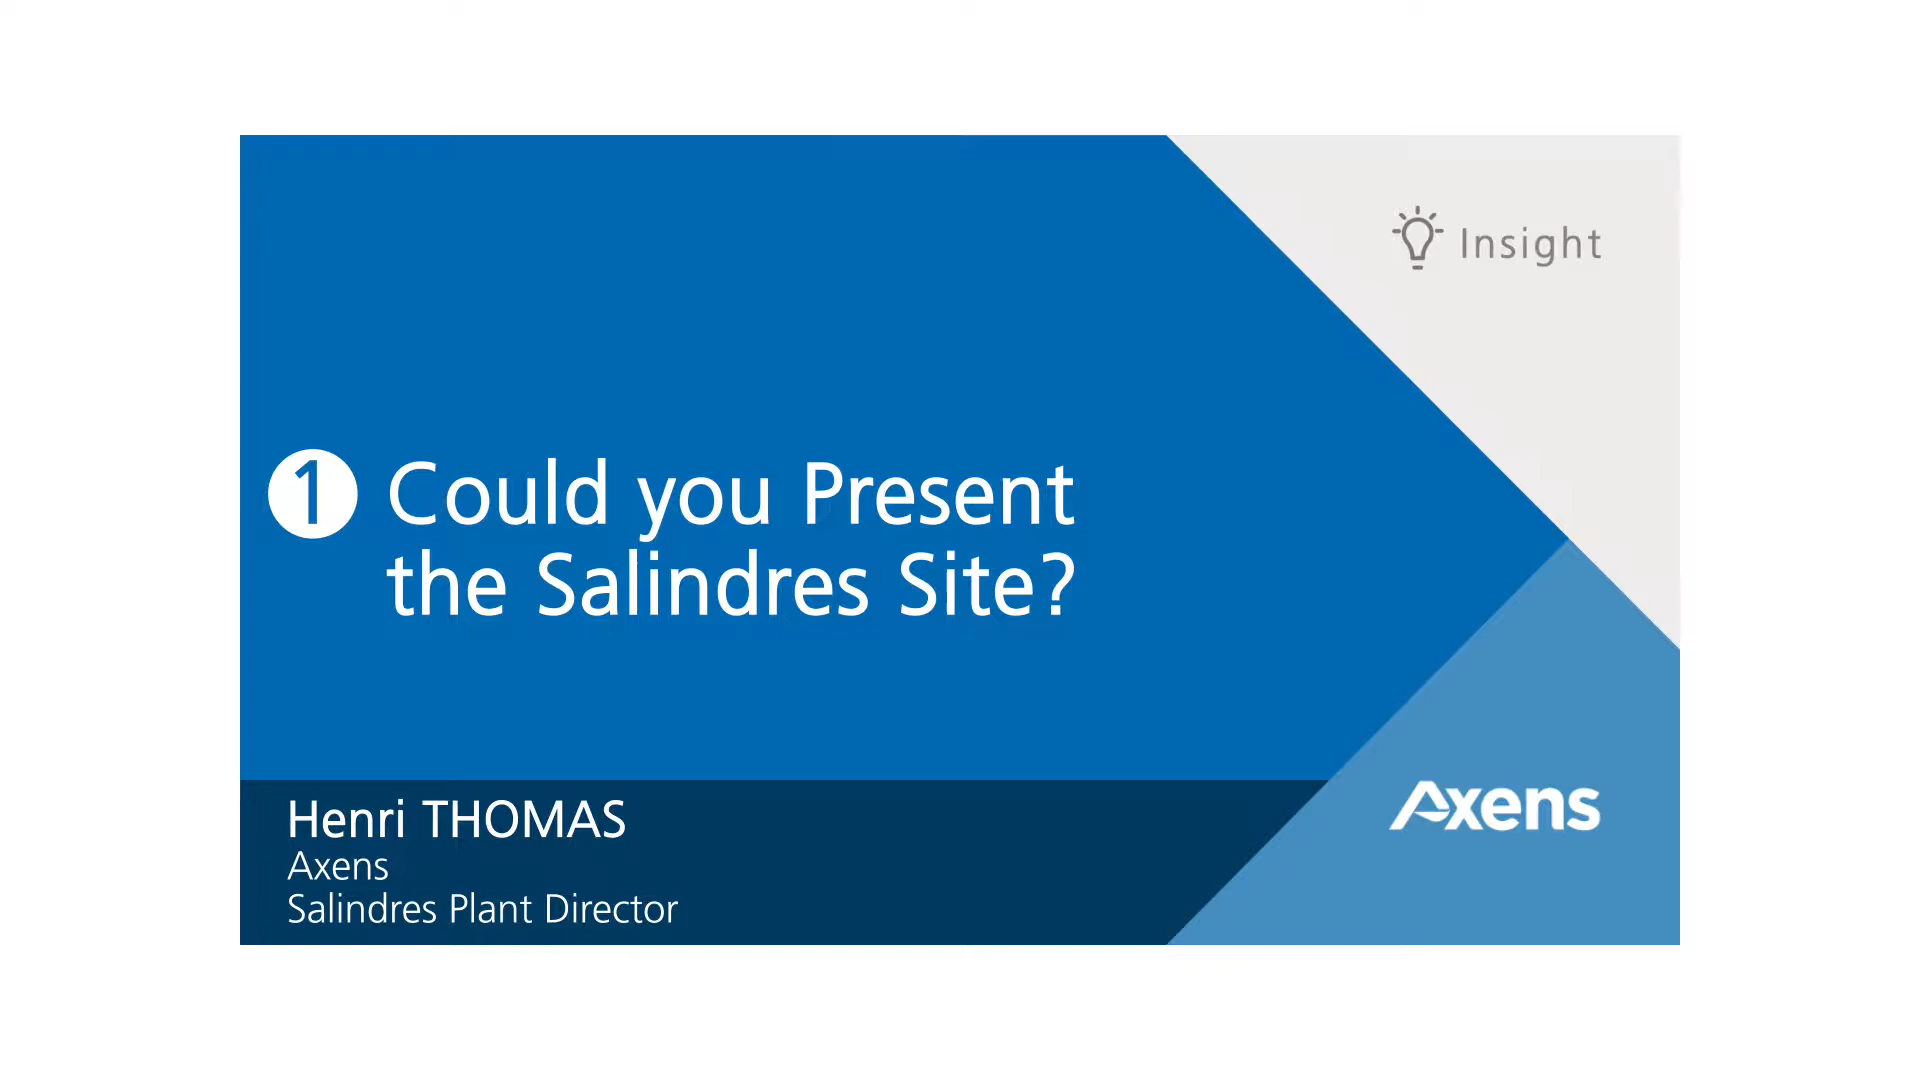 Insight
1 Could you Present
the Salindres Site?
Henri THOMAS
Axens
Salindres Plant Director
Axens